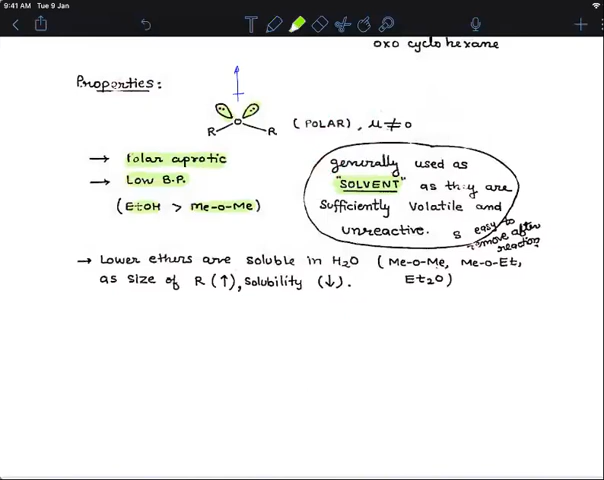 9:41 AM Tue 9 Jan
oxo cyclohexane
Properties:
R O R (POLAR), μ≠0
→ Polar aprotic
→ Low B.P.
(EtOH > Me-O-Me)
generally used as
"SOLVENT" as they are
sufficiently volatile and
unreactive.
easy to
move after
reaction
→ Lower ethers are soluble in H2O (Me-O-Me, Me-O-Et,
as size of R (↑), solubility (↓). Et2O)